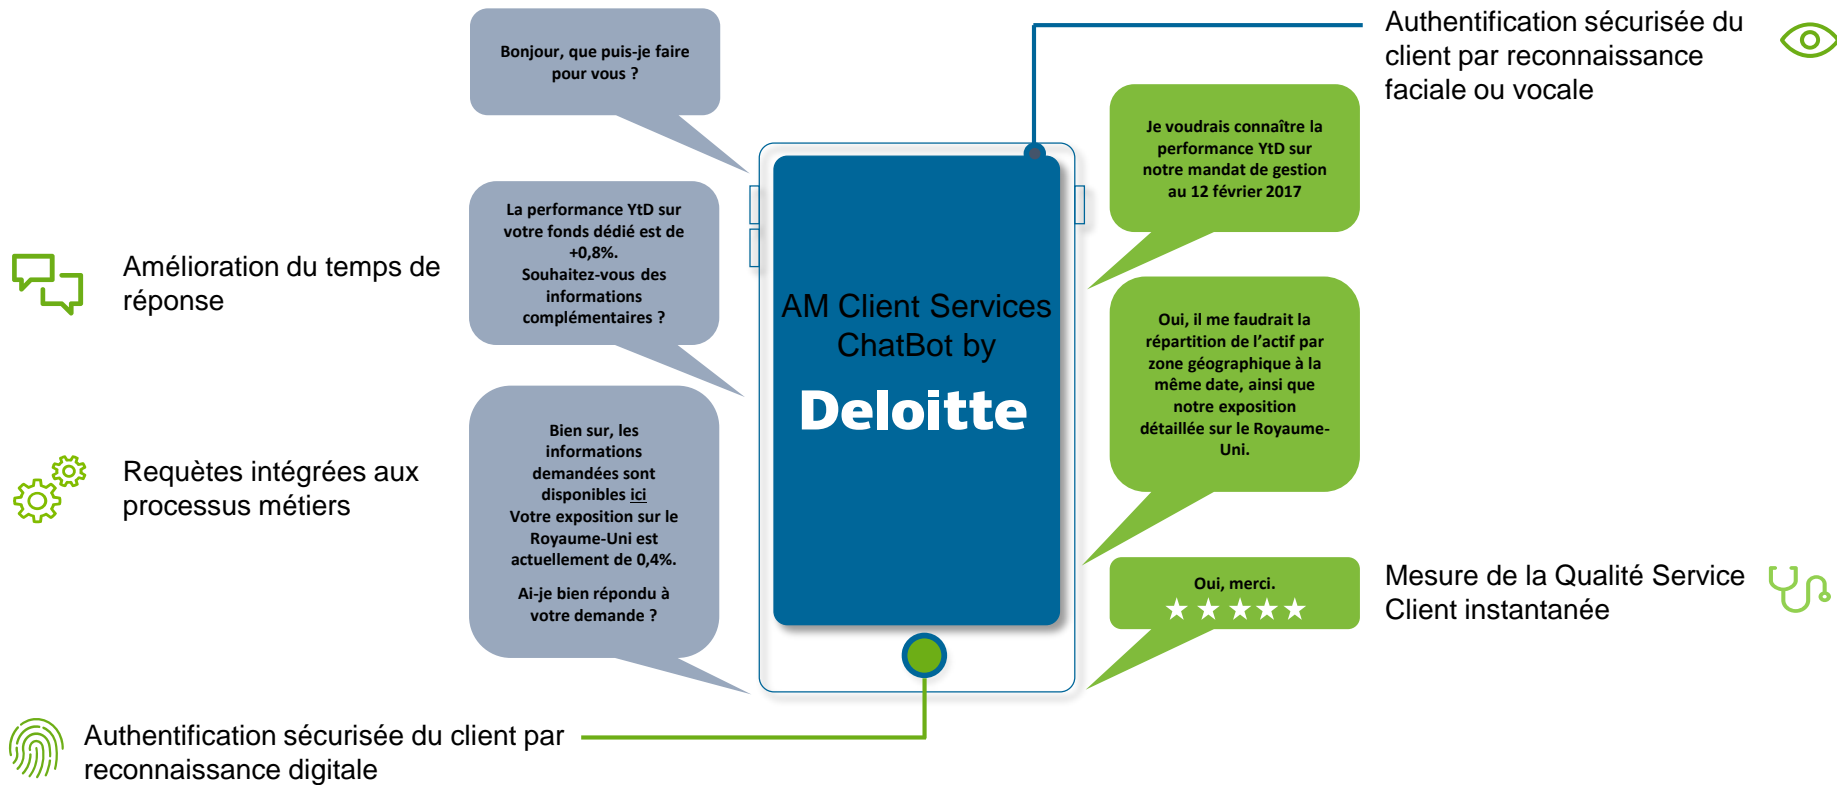 Bonjour, que puis-je faire
pour vous ?
Authentification sécurisée du
client par reconnaissance
faciale ou vocale
Je voudrais connaître la
performance YtD sur
notre mandat de gestion
au 12 février 2017
La performance YtD sur
votre fonds dédié est de
+0,8%.
Souhaitez-vous des
informations
complémentaires ?
Amélioration du temps de
réponse
AM Client Services
ChatBot by
Deloitte
Oui, il me faudrait la
répartition de l'actif par
zone géographique à la
même date, ainsi que
notre exposition
détaillée sur le Royaume-
Uni.
Requètes intégrées aux
processus métiers
Bien sur, les
informations
demandées sont
disponibles ici
Votre exposition sur le
Royaume-Uni est
actuellement de 0,4%.
Ai-je bien répondu à
votre demande ?
Oui, merci.
Mesure de la Qualité Service
Client instantanée
Authentification sécurisée du client par
reconnaissance digitale